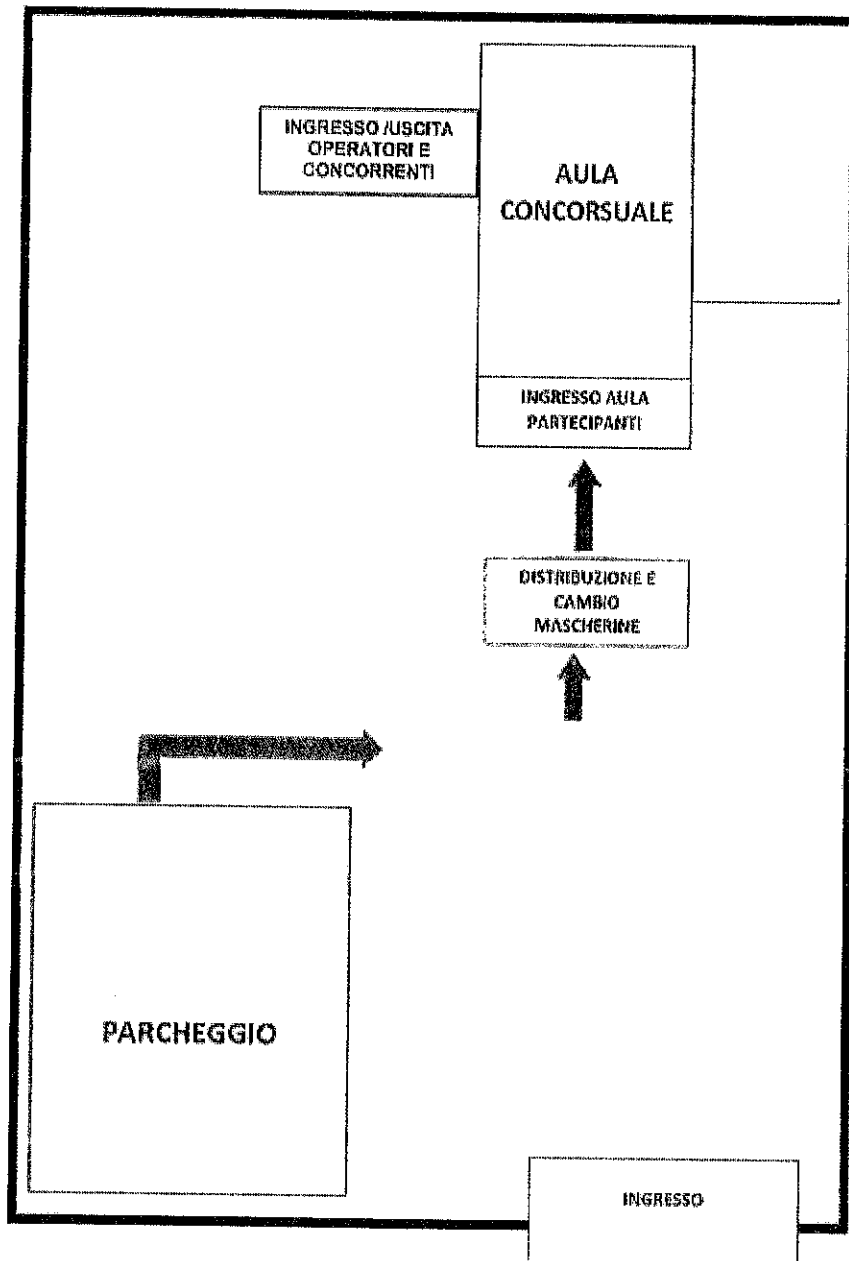 INGRESSO /USCITA
OPERATORI E
CONCORRENTI
AULA
CONCORSUALE
INGRESSO AULA
PARTECIPANTI
DISTRIBUZIONE E
CAMBIO
MASCHERINE
PARCHEGGIO
INGRESSO